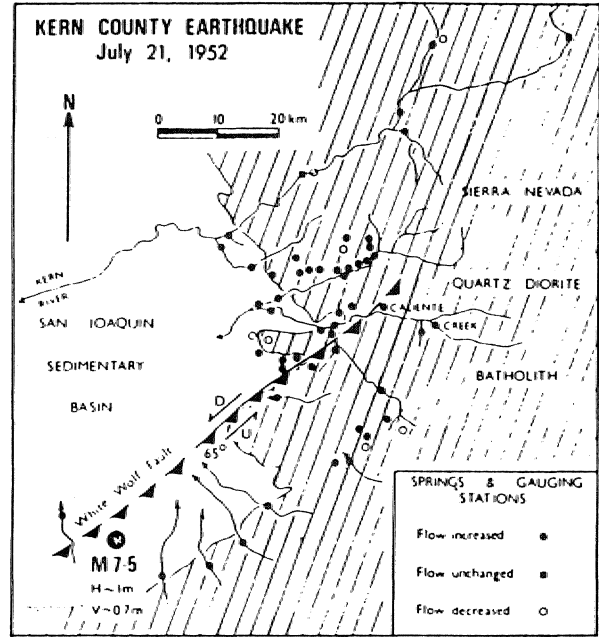 KERN COUNTY EARTHQUAKE
July 21, 1952
N
0 10 20 km
SIERRA NEVADA
KERN
RIVER
QUARTZ DIORITE
CALIENTE
SAN JOAQUIN
CREEK
SEDIMENTARY
BATHOLITH
BASIN
D
U
65°
White Wolf Fault
M 7·5
H ~ 1m
V ~ 0.7m
SPRINGS & GAUGING
STATIONS
Flow increased
Flow unchanged
Flow decreased